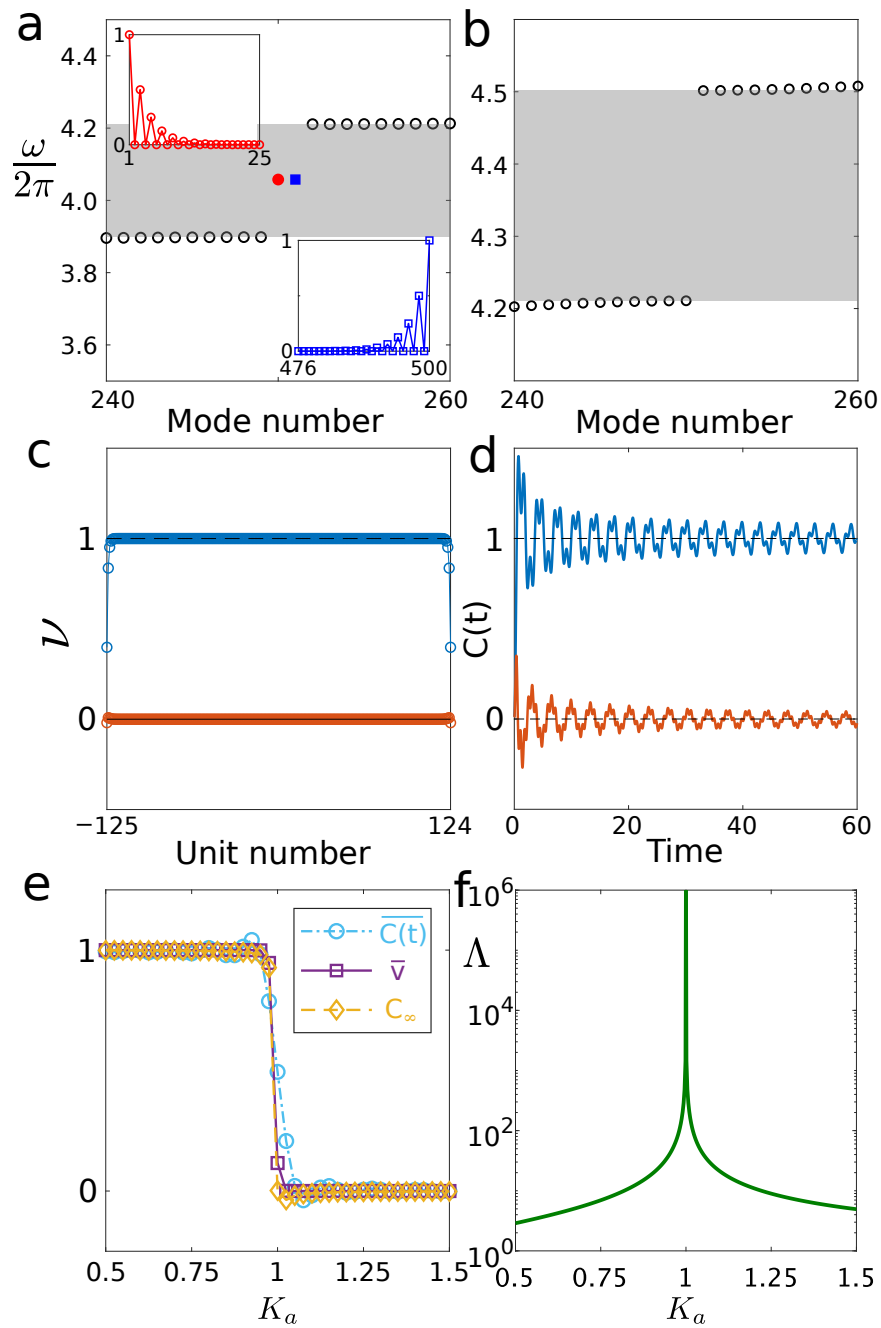 a
4.5
4.2
4.0
3.8
3.6
ω
2π
1
0
1
25
1
0
476
500
240
260
Mode number
b
4.5
4.4
4.3
4.2
240
260
Mode number
c
1
ν
0
−125
124
Unit number
d
C(t)
1
0
0
20
40
60
Time
e
1
0
C(t)
v̄
C∞
0.5
0.75
1
1.25
1.5
Kₐ
f
Λ
10⁶
10⁴
10²
10⁰
0.5
0.75
1
1.25
1.5
Kₐ